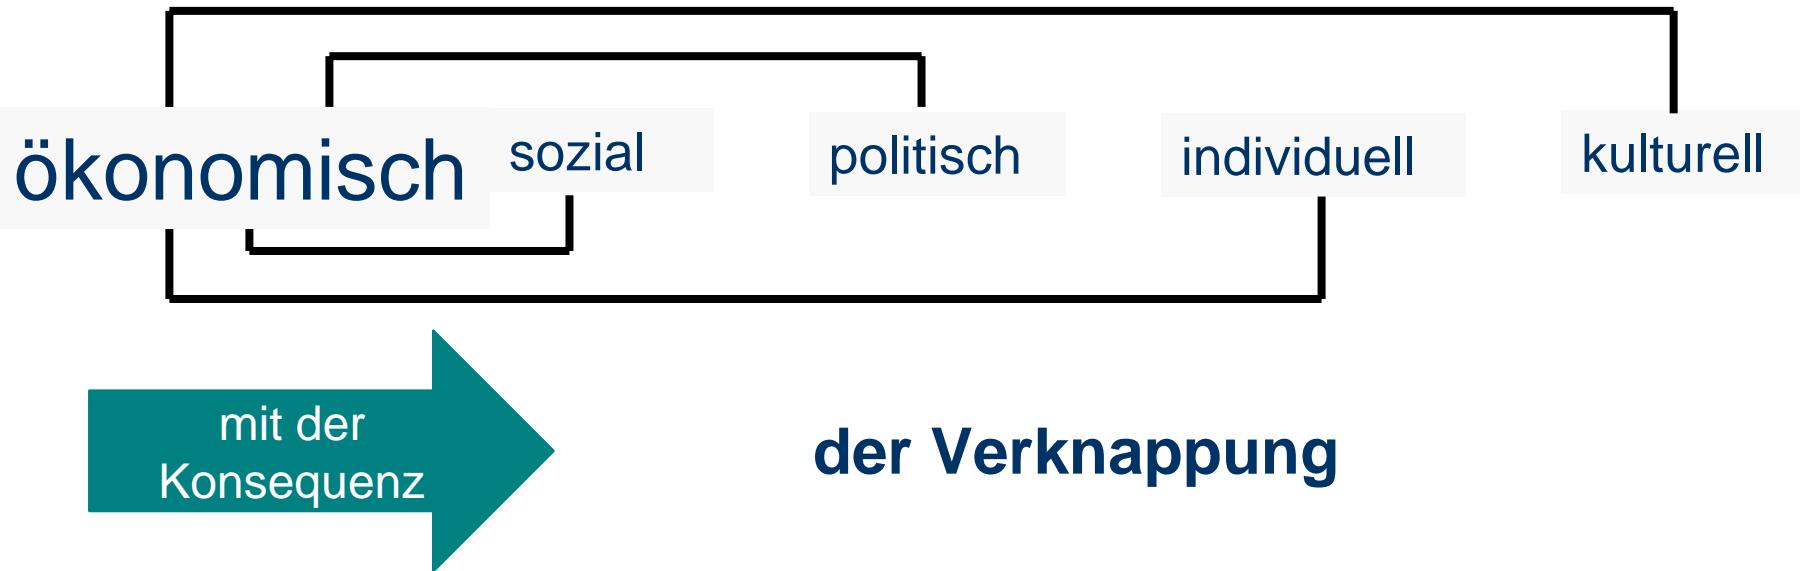 ökonomisch
sozial
politisch
individuell
kulturell
mit der
Konsequenz
der Verknappung